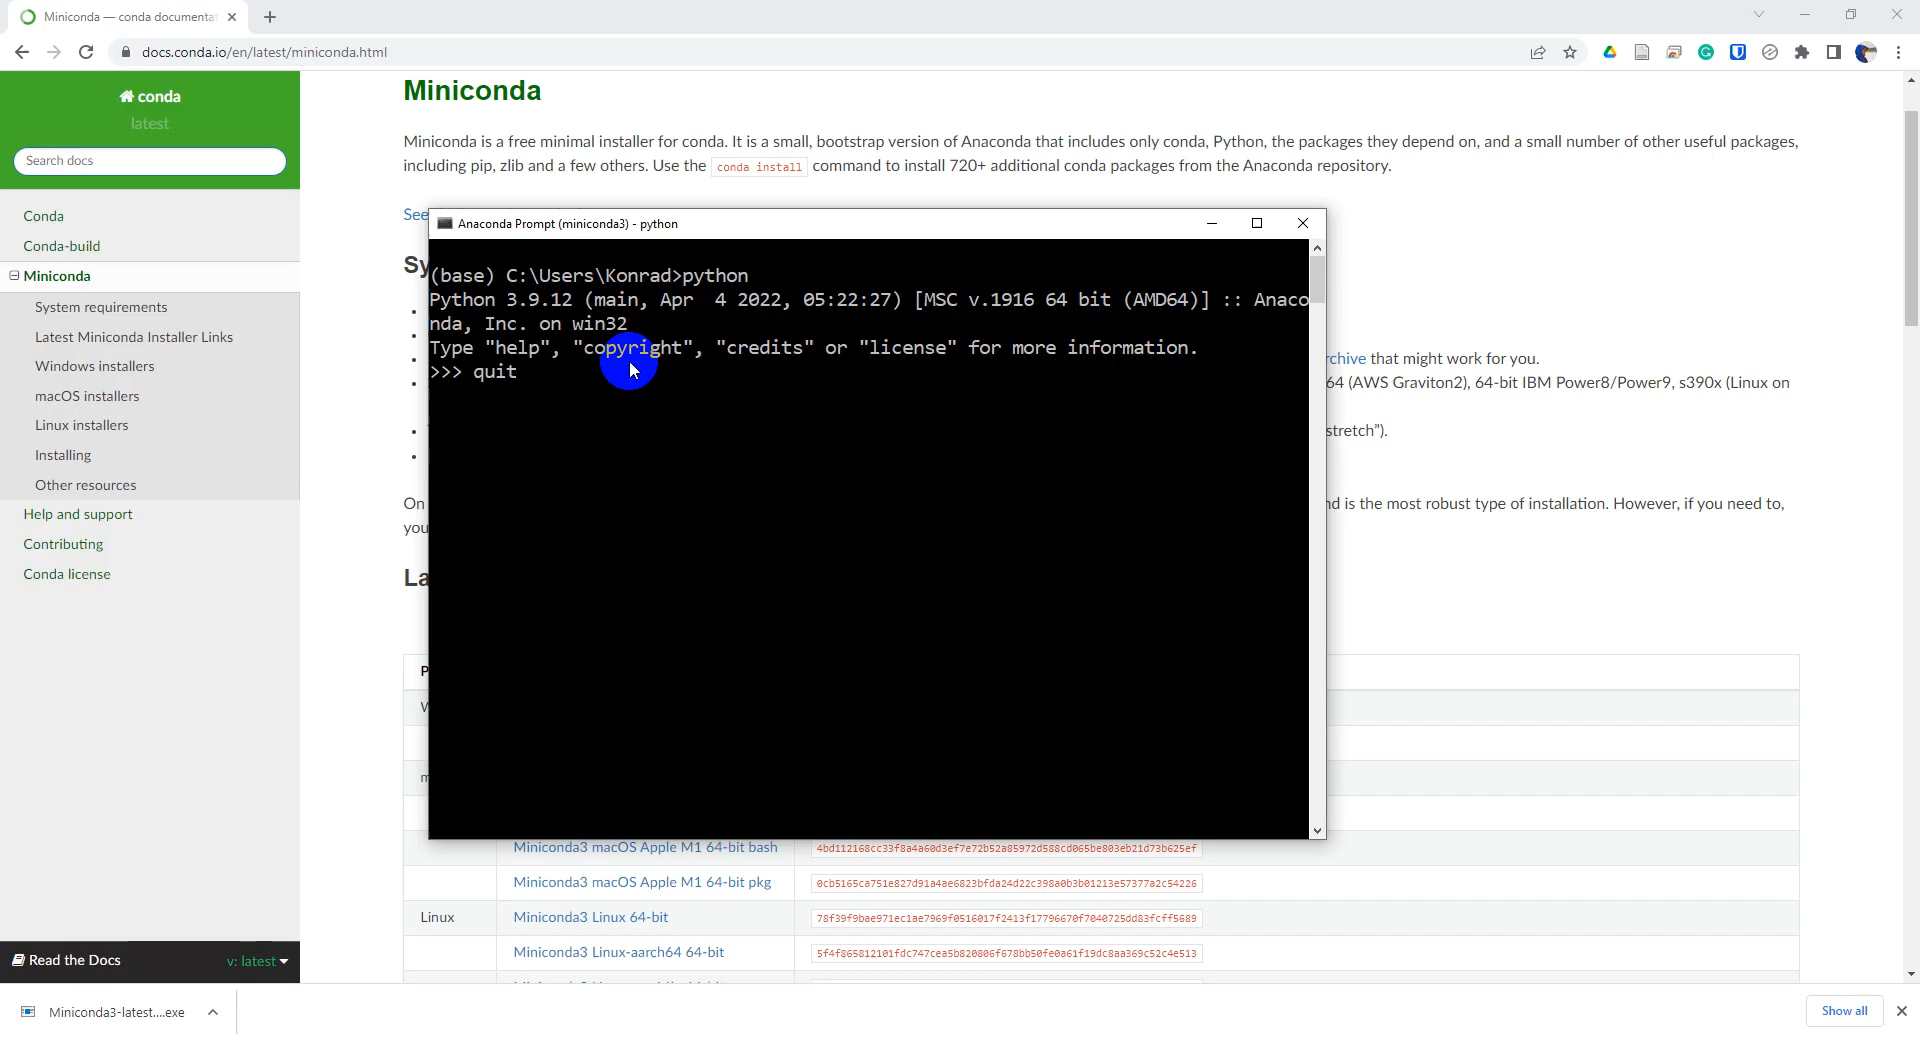 Miniconda — conda documentat
docs.conda.io/en/latest/miniconda.html
conda
latest
Search docs
Conda
Conda-build
Miniconda
System requirements
Latest Miniconda Installer Links
Windows installers
macOS installers
Linux installers
Installing
Other resources
Help and support
Contributing
Conda license
Read the Docs
v: latest
Miniconda
Miniconda is a free minimal installer for conda. It is a small, bootstrap version of Anaconda that includes only conda, Python, the packages they depend on, and a small number of other useful packages,
including pip, zlib and a few others. Use the conda install command to install 720+ additional conda packages from the Anaconda repository.
See
Sy
Anaconda Prompt (miniconda3) - python
(base) C:\Users\Konrad>python
Python 3.9.12 (main, Apr  4 2022, 05:22:27) [MSC v.1916 64 bit (AMD64)] :: Anaco
nda, Inc. on win32
Type "help", "copyright", "credits" or "license" for more information.
>>> quit
rchive that might work for you.
64 (AWS Graviton2), 64-bit IBM Power8/Power9, s390x (Linux on
stretch”).
On
nd is the most robust type of installation. However, if you need to,
you
La
P
W
m
Miniconda3 macOS Apple M1 64-bit bash 4bd112168cc33f8a4a60d3ef7e72b52a85972d588cd065be803eb21d73b625ef
Miniconda3 macOS Apple M1 64-bit pkg 0cb5165ca751e827d91a4ae6823bfda24d22c398a0b3b01213e57377a2c54226
Linux Miniconda3 Linux 64-bit 78f39f9bae971ec1ae7969f0516017f2413f17796670f7040725dd83fcff5689
Miniconda3 Linux-aarch64 64-bit 5f4f865812101fdc747cea5b820806f678bb50fe0a61f19dc8aa369c52c4e513
Miniconda3-latest....exe
Show all